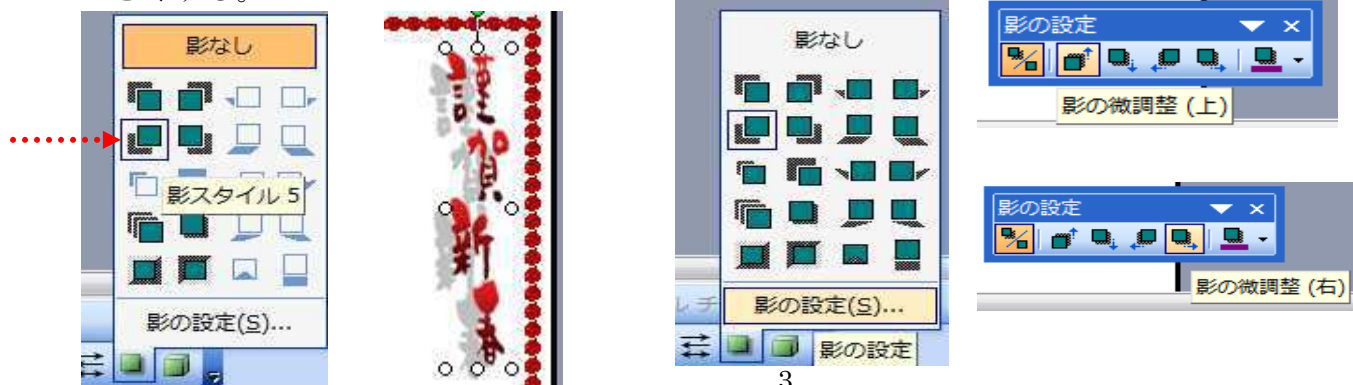 影なし
影スタイル 5
影の設定(S)...
謹賀新春
影なし
影の設定(S)...
影の設定
影の設定
影の微調整 (上)
影の設定
影の微調整 (右)
3